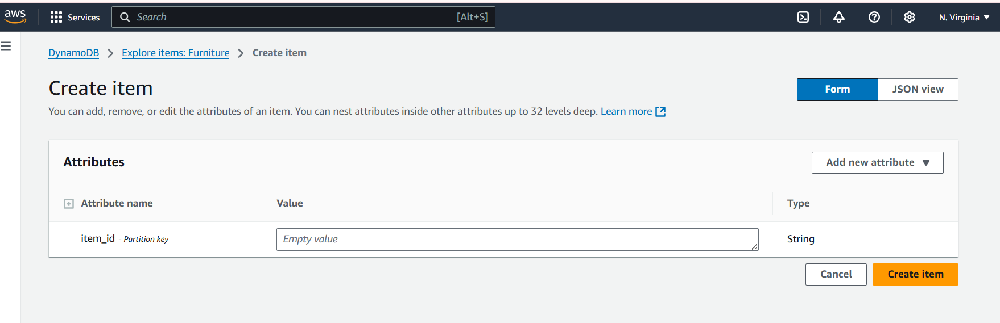 aws Services Search [Alt+S] N. Virginia
DynamoDB > Explore items: Furniture > Create item
Create item
Form JSON view
You can add, remove, or edit the attributes of an item. You can nest attributes inside other attributes up to 32 levels deep. Learn more
Attributes
Add new attribute
Attribute name Value Type
item_id - Partition key Empty value String
Cancel Create item